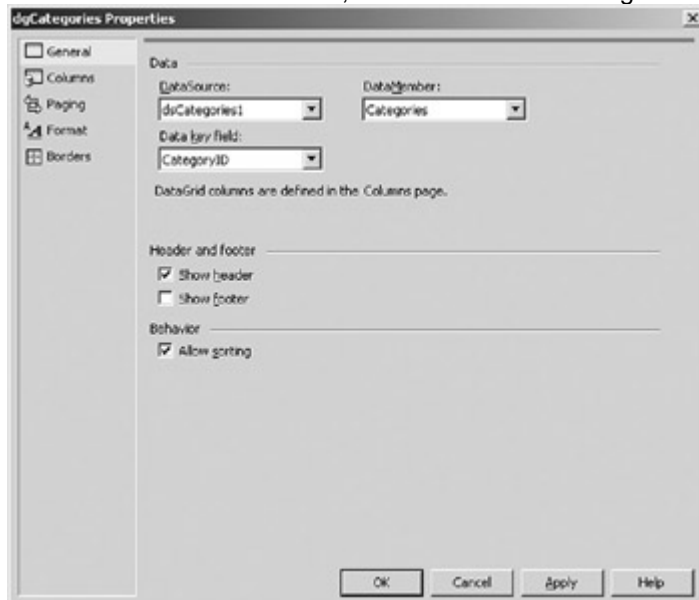 dgCategories Properties
General
Columns
Paging
Format
Borders
Data
DataSource:
DataMember:
dsCategories1
Categories
Data key field:
CategoryID
DataGrid columns are defined in the Columns page.
Header and footer
Show header
Show footer
Behavior
Allow sorting
OK
Cancel
Apply
Help